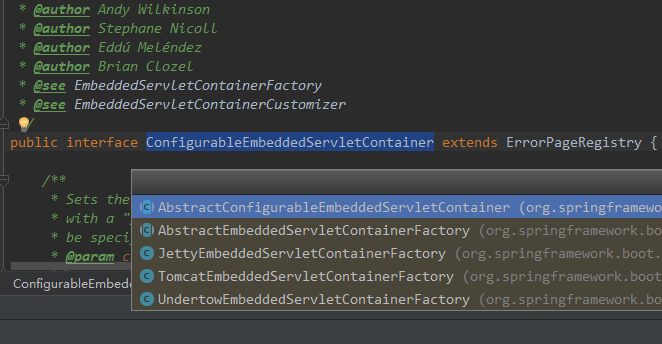 * @author Andy Wilkinson
* @author Stephane Nicoll
* @author Eddú Meléndez
* @author Brian Clozel
* @see EmbeddedServletContainerFactory
* @see EmbeddedServletContainerCustomizer
*/
public interface ConfigurableEmbeddedServletContainer extends ErrorPageRegistry {
/**
* Sets the
* with a "
* be speci
* @param c
AbstractConfigurableEmbeddedServletContainer (org.springframewo
AbstractEmbeddedServletContainerFactory (org.springframework.bo
JettyEmbeddedServletContainerFactory (org.springframework.boot.
TomcatEmbeddedServletContainerFactory (org.springframework.boot
UndertowEmbeddedServletContainerFactory (org.springframework.bo
ConfigurableEmbedde